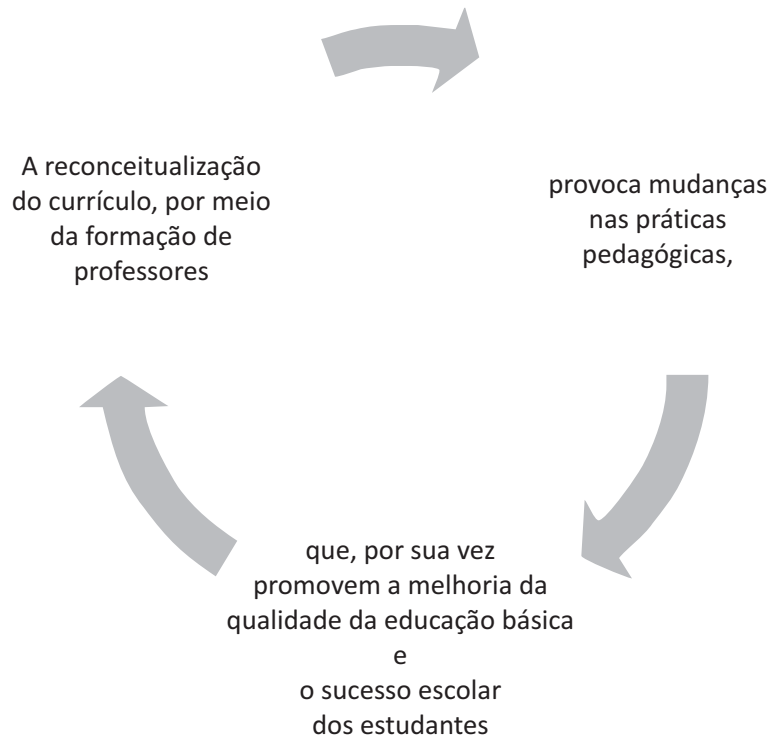 A reconceitualização
do currículo, por meio
da formação de
professores
provoca mudanças
nas práticas
pedagógicas,
que, por sua vez
promovem a melhoria da
qualidade da educação básica
e
o sucesso escolar
dos estudantes